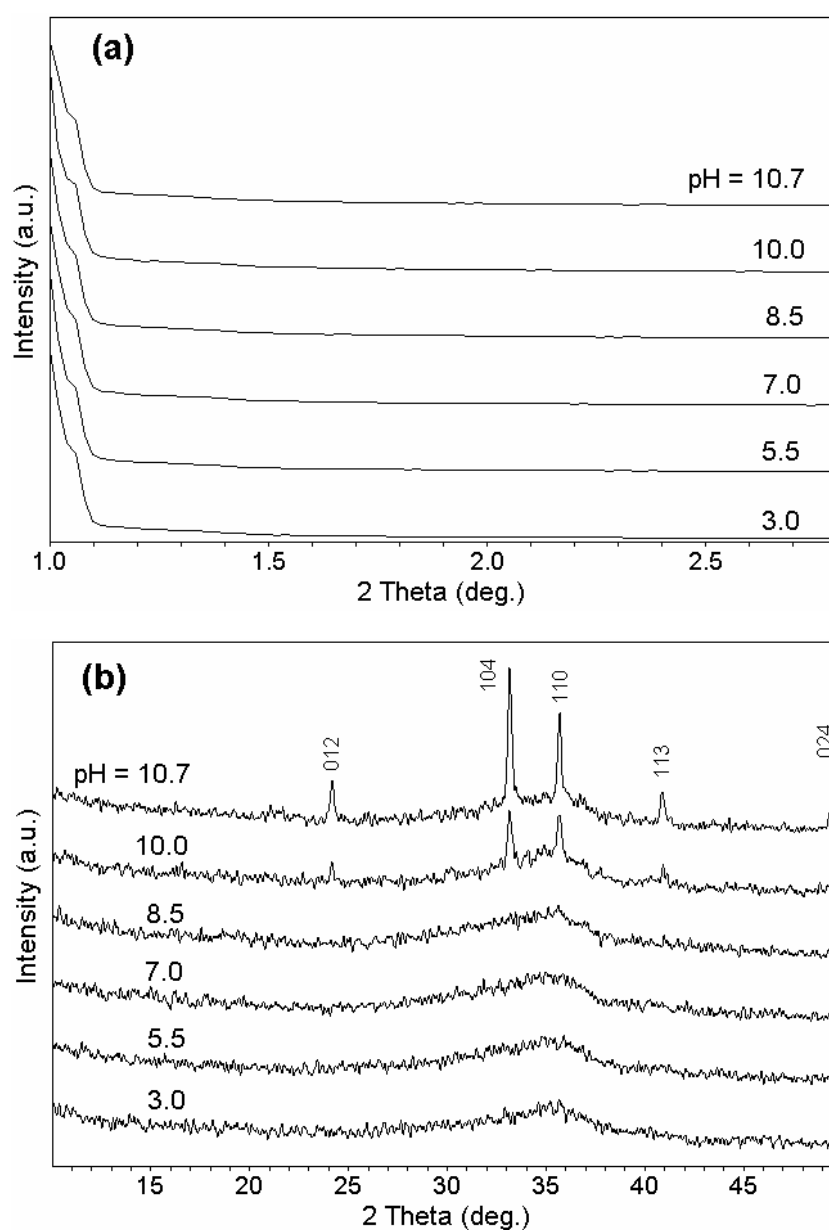 (a)
pH = 10.7
10.0
8.5
7.0
5.5
3.0
Intensity (a.u.)
1.0 1.5 2.0 2.5
2 Theta (deg.)
(b)
012
104
110
113
024
pH = 10.7
10.0
8.5
7.0
5.5
3.0
Intensity (a.u.)
15 20 25 30 35 40 45
2 Theta (deg.)